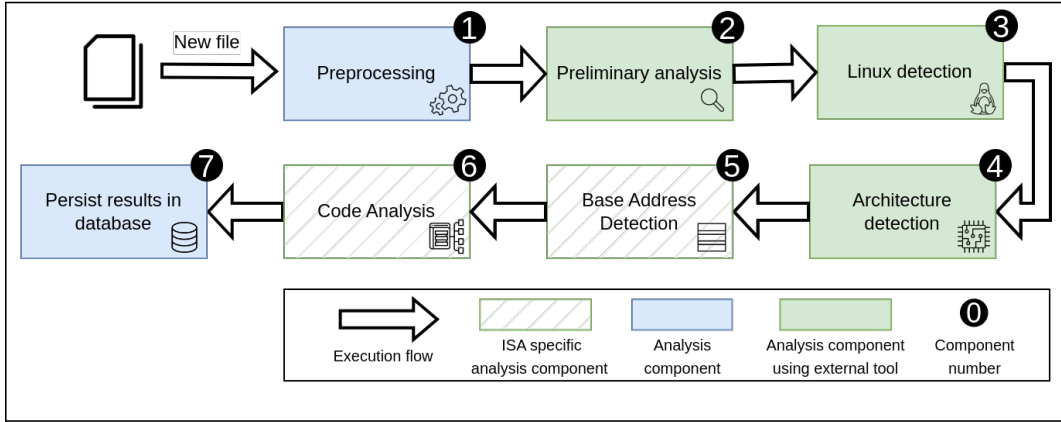 New file
1
Preprocessing
2
Preliminary analysis
3
Linux detection
4
Architecture
detection
5
Base Address
Detection
6
Code Analysis
7
Persist results in
database
Execution flow
ISA specific
analysis component
Analysis
component
Analysis component
using external tool
0
Component
number